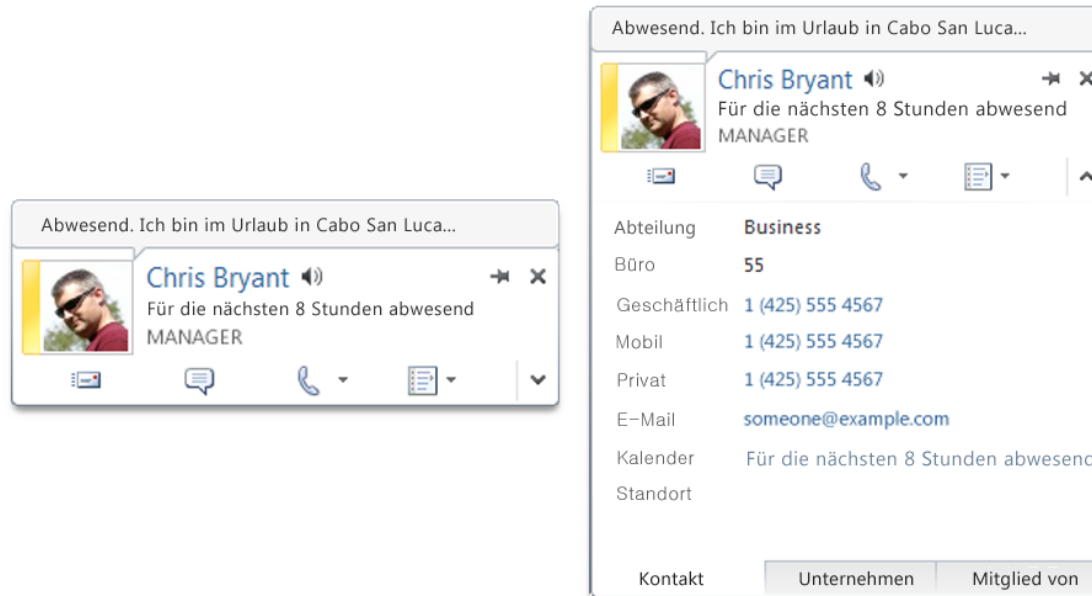 Abwesend. Ich bin im Urlaub in Cabo San Luca...
Chris Bryant
Für die nächsten 8 Stunden abwesend
MANAGER
Abwesend. Ich bin im Urlaub in Cabo San Luca...
Chris Bryant
Für die nächsten 8 Stunden abwesend
MANAGER
Abteilung Business
Büro 55
Geschäftlich 1 (425) 555 4567
Mobil 1 (425) 555 4567
Privat 1 (425) 555 4567
E-Mail someone@example.com
Kalender Für die nächsten 8 Stunden abwesend
Standort
Kontakt Unternehmen Mitglied von